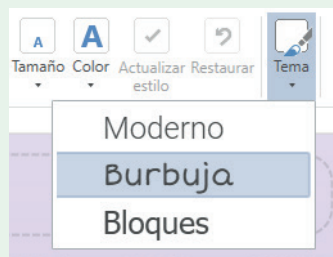 A A
Tamaño Color Actualizar estilo Restaurar Tema
Moderno
Burbuja
Bloques